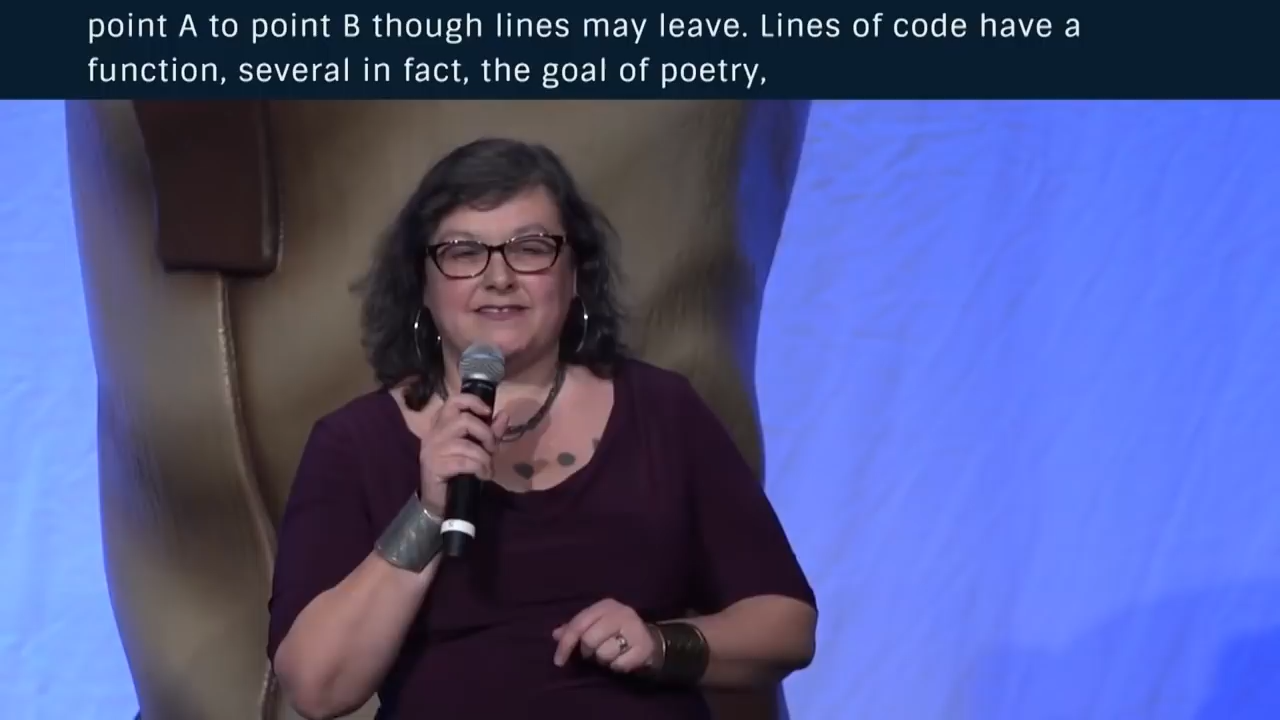 point A to point B though lines may leave. Lines of code have a
function, several in fact, the goal of poetry,